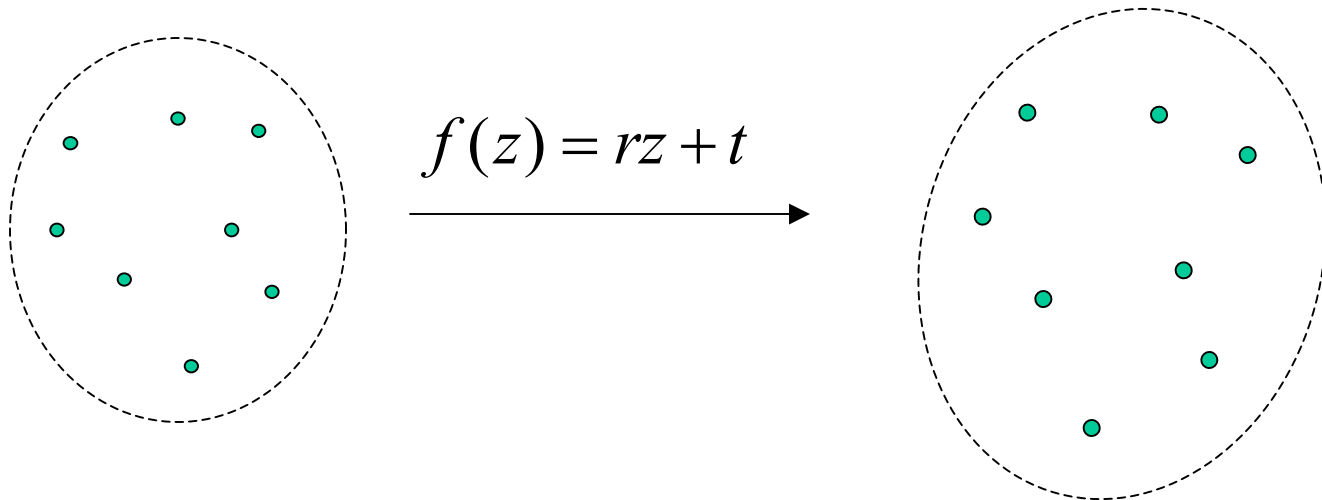 f(z) = rz + t